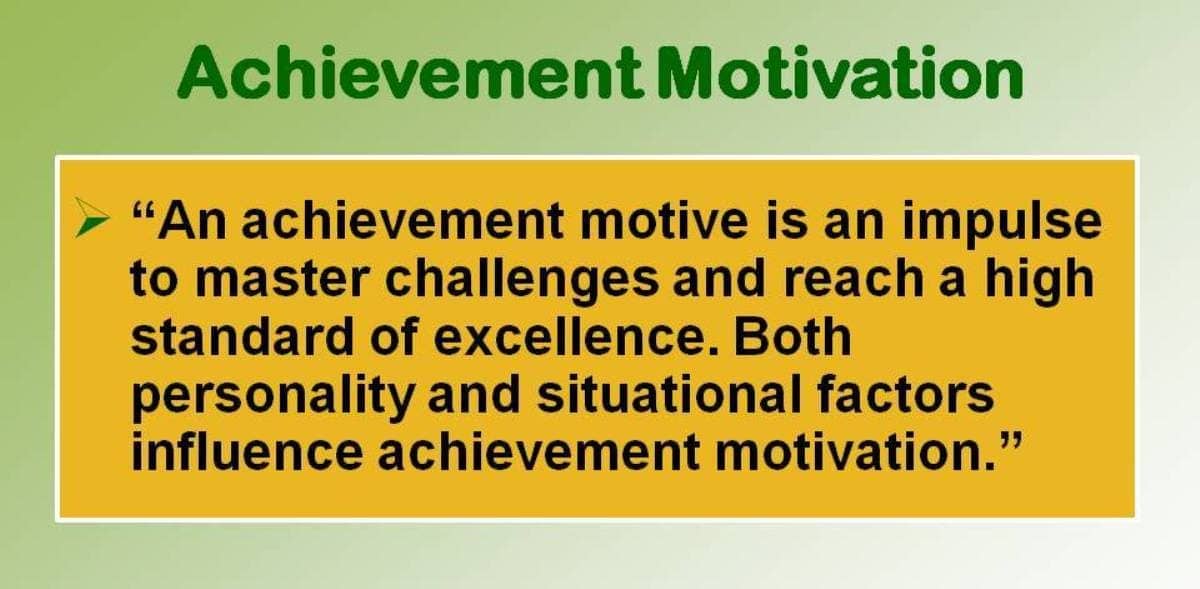 Achievement Motivation
“An achievement motive is an impulse
to master challenges and reach a high
standard of excellence. Both
personality and situational factors
influence achievement motivation.”